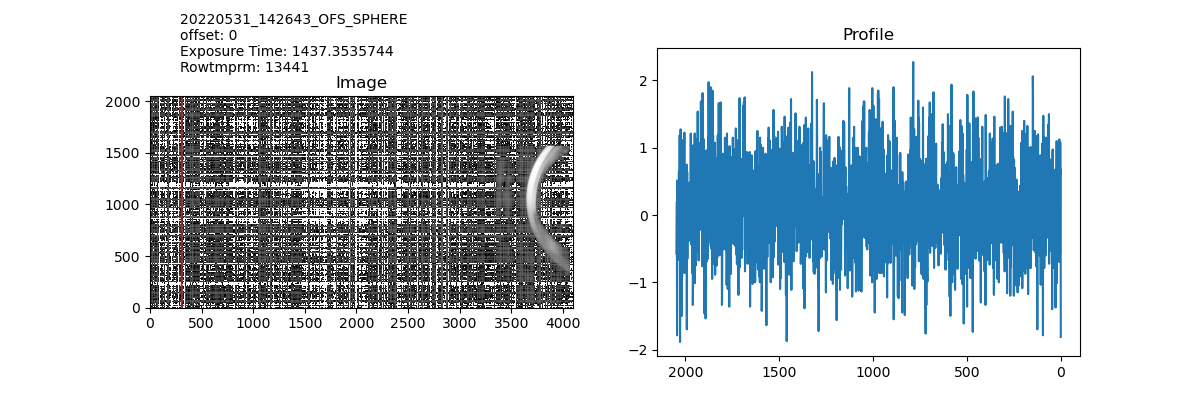 20220531_142643_OFS_SPHERE
offset: 0
Exposure Time: 1437.3535744
Rowtmprm: 13441
Image
2000
1500
1000
500
0
0 500 1000 1500 2000 2500 3000 3500 4000
Profile
2
1
0
−1
−2
2000 1500 1000 500 0